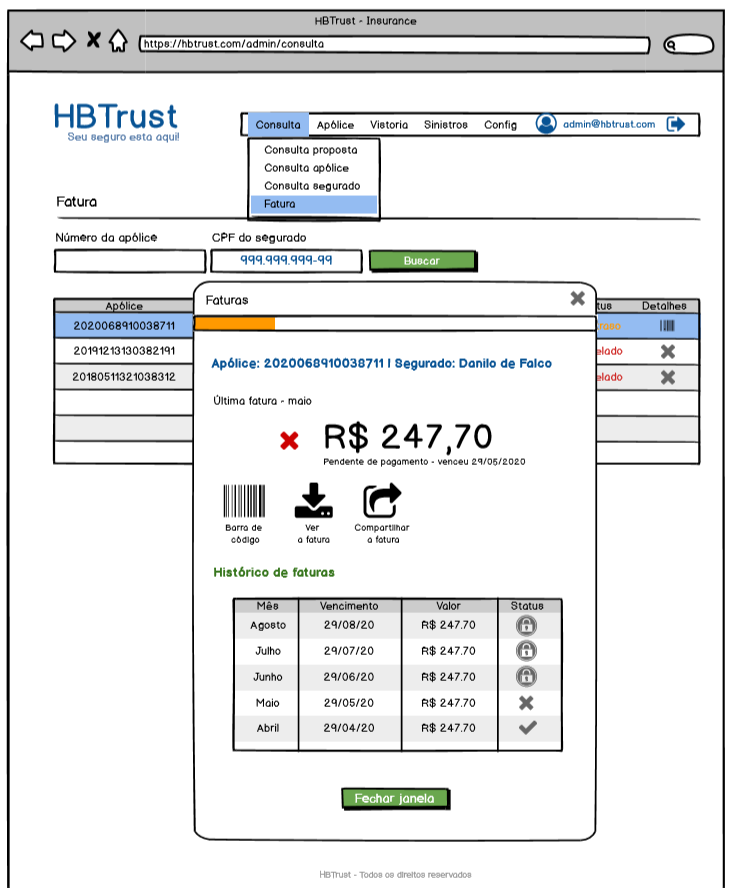 HBTrust - Insurance
https://hbtrust.com/admin/consulta
HBTrust
Seu seguro esta aqui!
Consulta Apólice Vistoria Sinistros Config admin@hbtrust.com
Consulta proposta
Consulta apólice
Consulta segurado
Fatura
Fatura
Número da apólice CPF do segurado
999.999.999-99 Buscar
Apólice tus Detalhes
2020068910038711
20191213130382191 elado
20180511321038312 elado
Faturas
Apólice: 2020068910038711 | Segurado: Danilo de Falco
Última fatura - maio
R$ 247,70
Pendente de pagamento - venceu 29/05/2020
Barra de código
Ver a fatura
Compartilhar a fatura
Histórico de faturas
Mês Vencimento Valor Status
Agosto 29/08/20 R$ 247.70
Julho 29/07/20 R$ 247.70
Junho 29/06/20 R$ 247.70
Maio 29/05/20 R$ 247.70
Abril 29/04/20 R$ 247.70
Fechar janela
HBTrust - Todos os direitos reservados